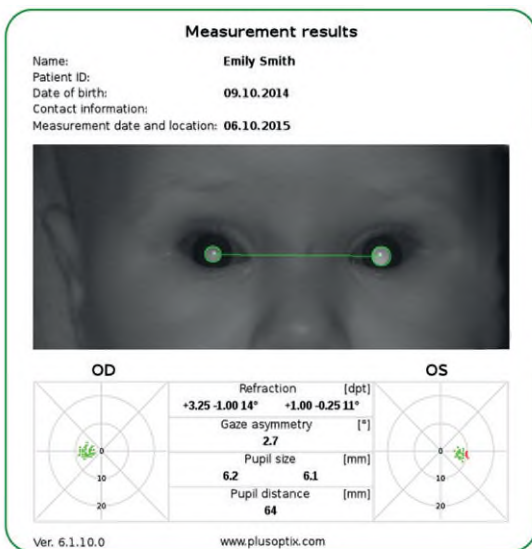 Measurement results
Name: Emily Smith
Patient ID:
Date of birth: 09.10.2014
Contact information:
Measurement date and location: 06.10.2015
OD OS
Refraction [dpt]
+3.25 -1.00 14° +1.00 -0.25 11°
Gaze asymmetry [°]
2.7
Pupil size [mm]
6.2 6.1
Pupil distance [mm]
64
0 0
10 10
20 20
Ver. 6.1.10.0 www.plusoptix.com